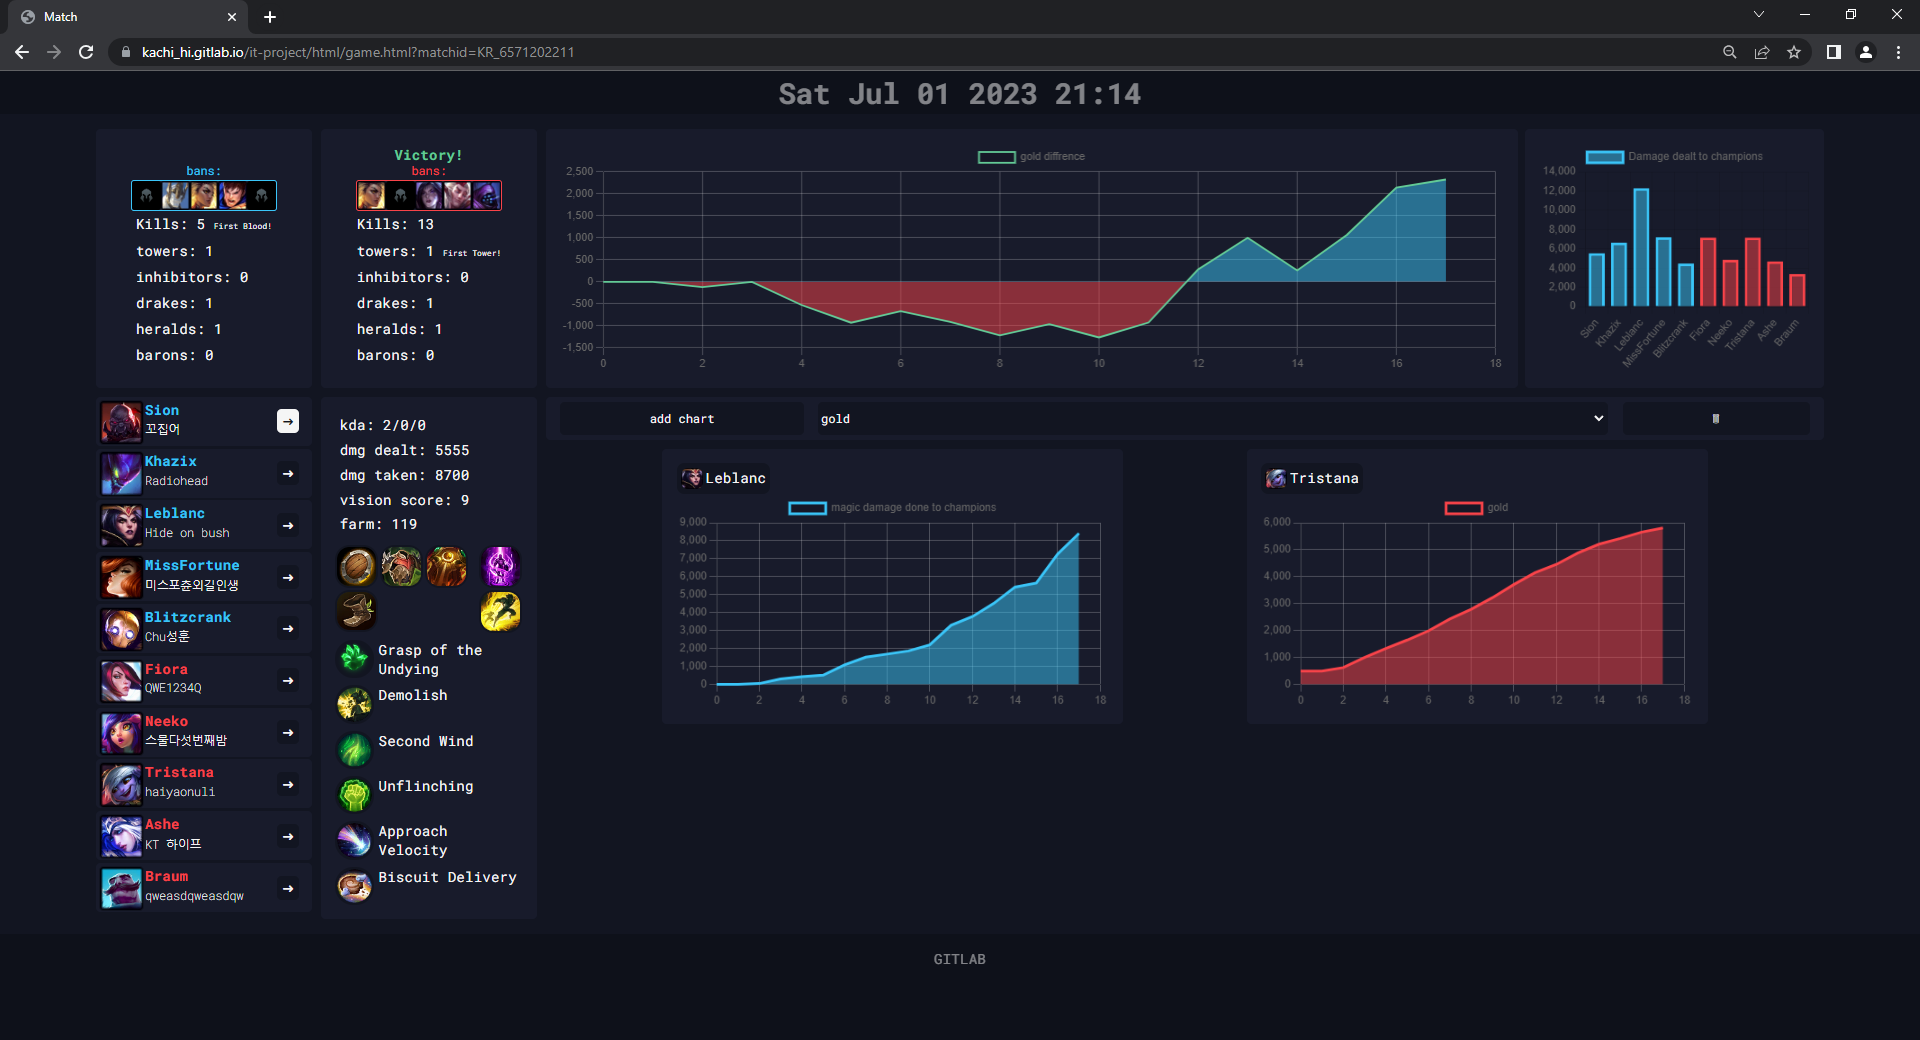 Match
kachi_hi.gitlab.io/it-project/html/game.html?matchid=KR_6571202211
Sat Jul 01 2023 21:14
bans:
Kills: 5 First Blood!
towers: 1
inhibitors: 0
drakes: 1
heralds: 1
barons: 0
Victory!
bans:
Kills: 13
towers: 1 First Tower!
inhibitors: 0
drakes: 1
heralds: 1
barons: 0
gold diffrence
2,500
2,000
1,500
1,000
500
0
-500
-1,000
-1,500
0 2 4 6 8 10 12 14 16 18
Damage dealt to champions
14,000
12,000
10,000
8,000
6,000
4,000
2,000
0
Sion Khazix Leblanc MissFortune Blitzcrank Fiora Neeko Tristana Ashe Braum
Sion
꼬집어
Khazix
Radiohead
Leblanc
Hide on bush
MissFortune
미스포츈외길인생
Blitzcrank
Chu성훈
Fiora
QWE1234Q
Neeko
스물다섯번째밤
Tristana
haiyaonuli
Ashe
KT 하이프
Braum
qweasdqweasdqw
kda: 2/0/0
dmg dealt: 5555
dmg taken: 8700
vision score: 9
farm: 119
Grasp of the
Undying
Demolish
Second Wind
Unflinching
Approach
Velocity
Biscuit Delivery
add chart
gold
Leblanc
magic damage done to champions
9,000
8,000
7,000
6,000
5,000
4,000
3,000
2,000
1,000
0
0 2 4 6 8 10 12 14 16 18
Tristana
gold
6,000
5,000
4,000
3,000
2,000
1,000
0
0 2 4 6 8 10 12 14 16 18
GITLAB